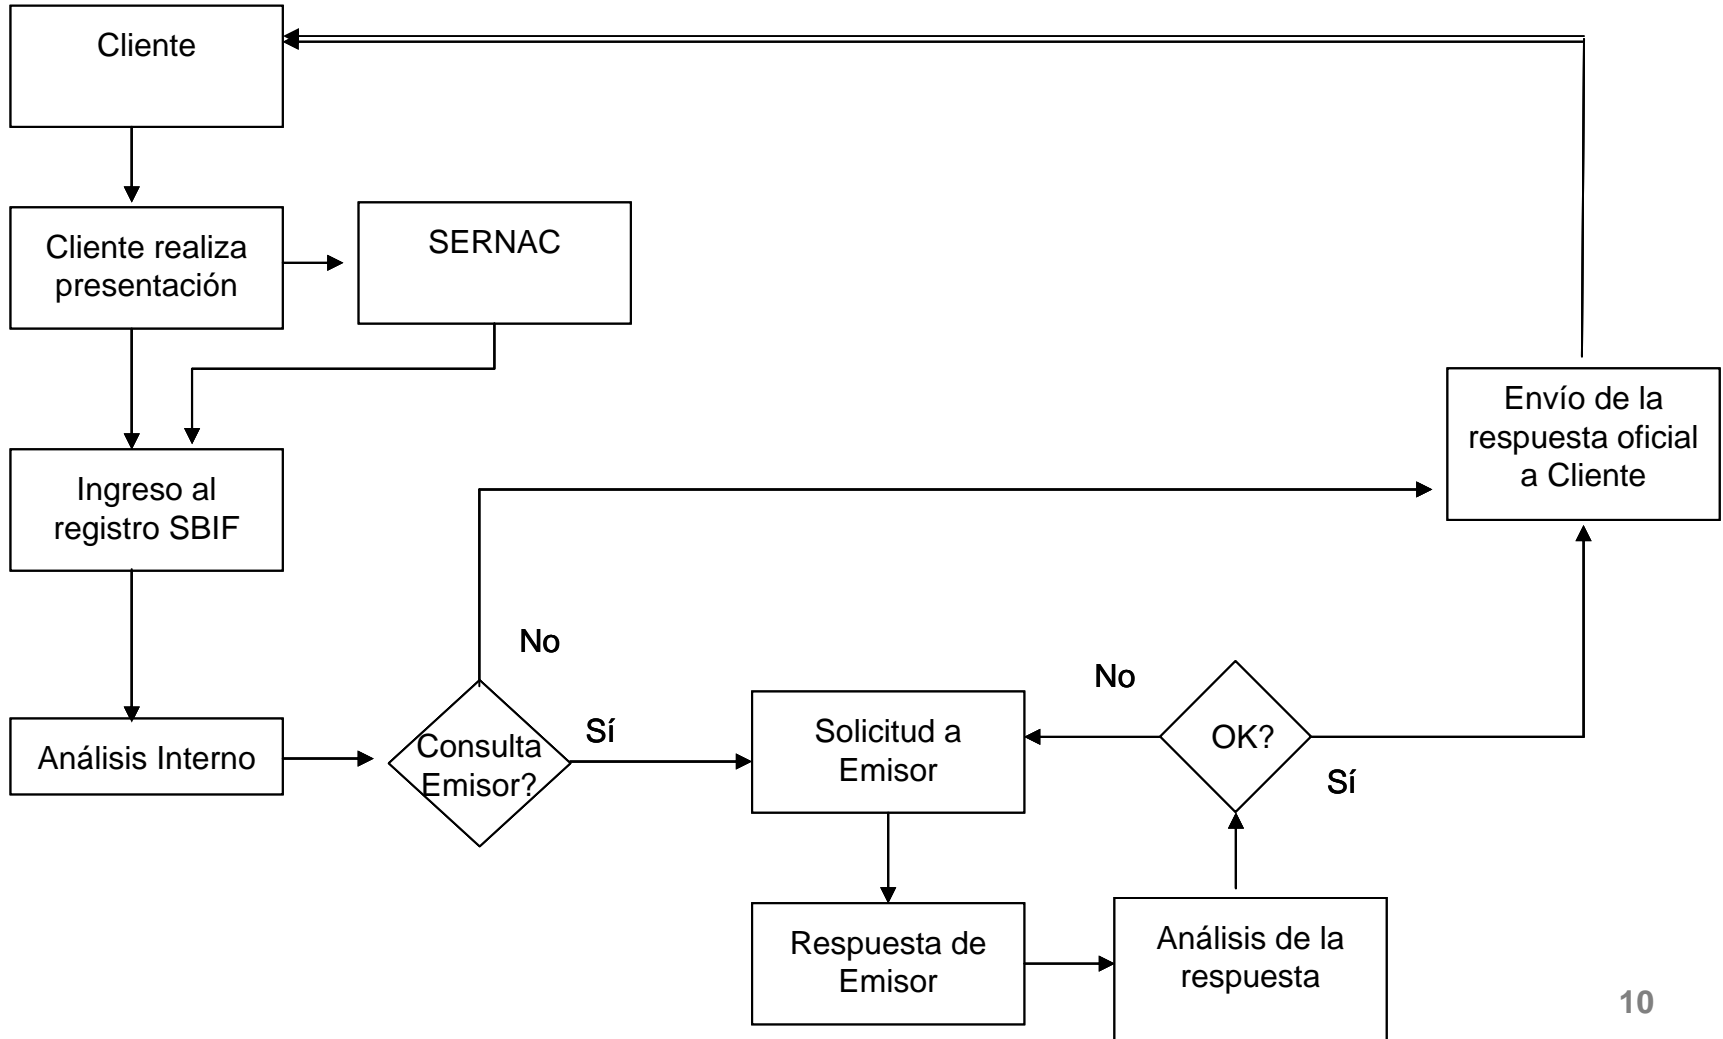 Cliente
Cliente realiza
presentación
SERNAC
Ingreso al
registro SBIF
Envío de la
respuesta oficial
a Cliente
No
Análisis Interno
Consulta
Emisor?
Sí
Solicitud a
Emisor
No
OK?
Sí
Respuesta de
Emisor
Análisis de la
respuesta
10